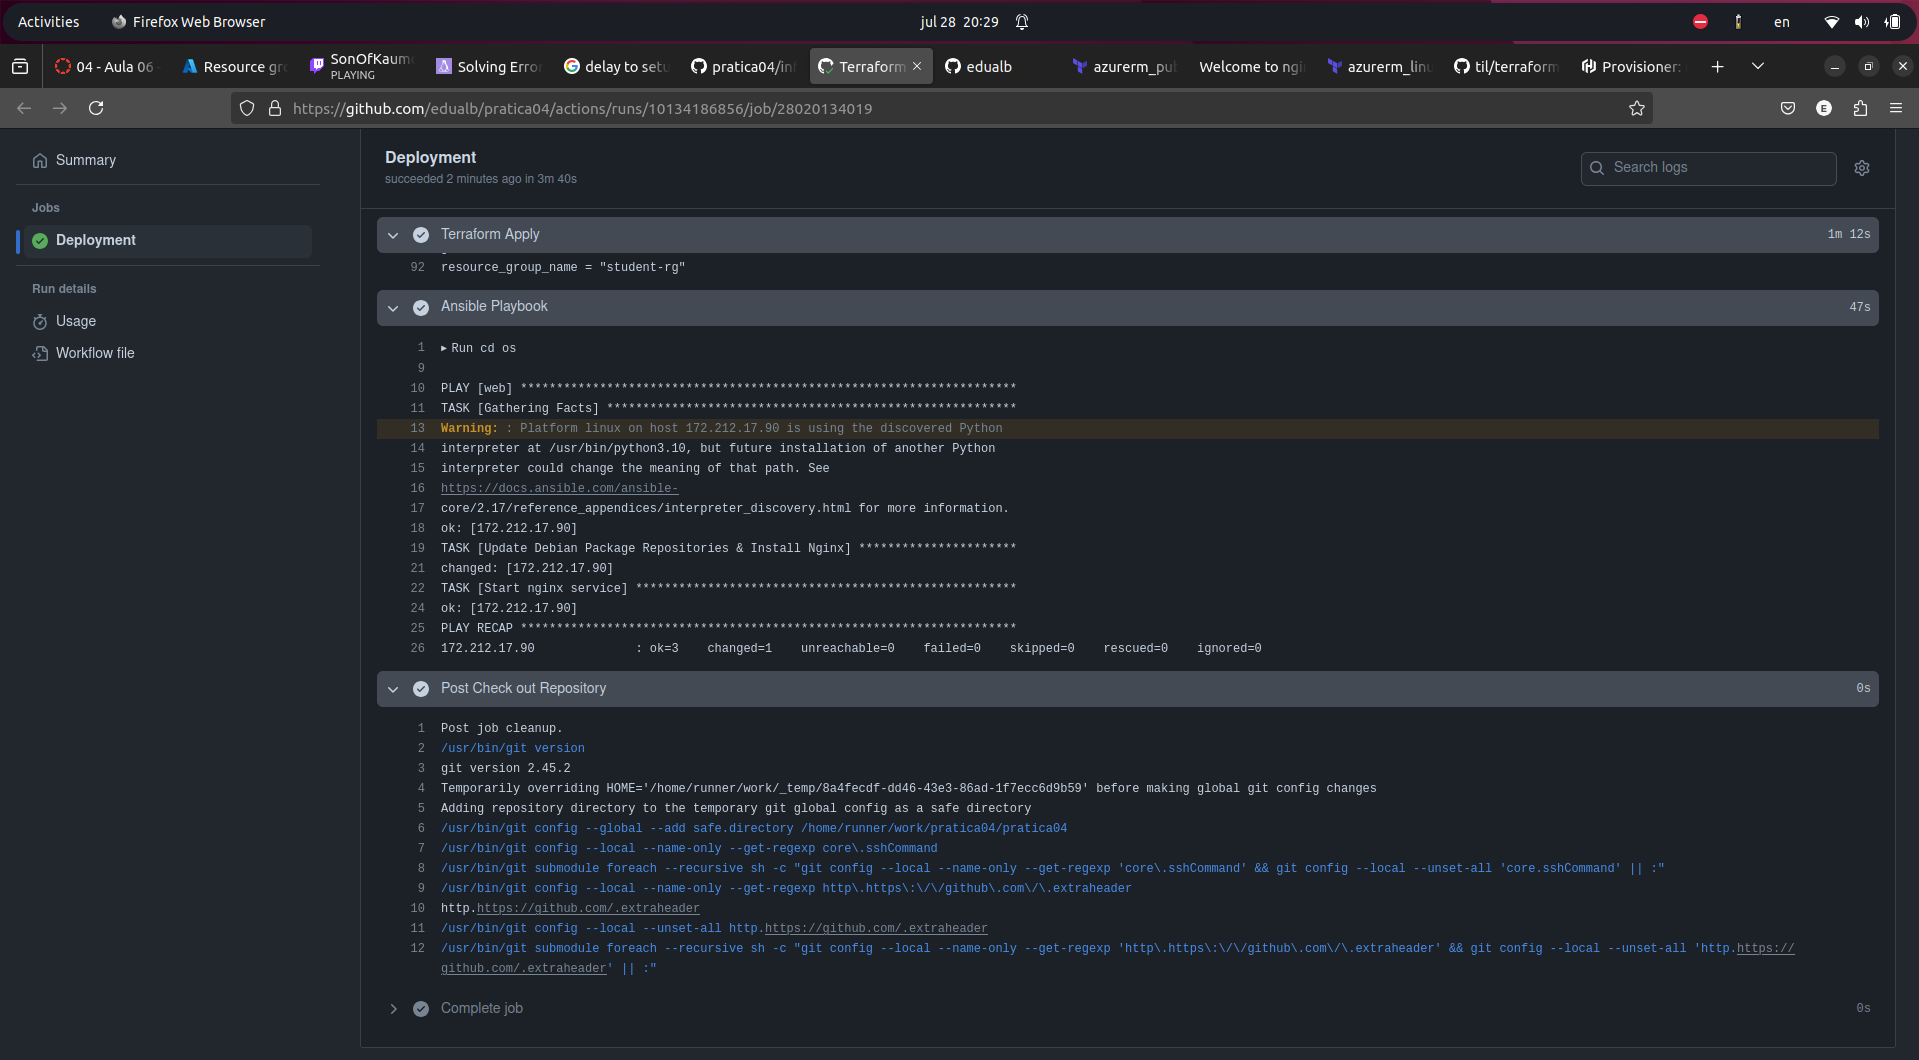 Activities
Firefox Web Browser
jul 28 20:29
en
04 - Aula 06
Resource gr
SonOfKaum
PLAYING
Solving Erro
delay to setu
pratica04/in
Terraform
edualb
azurerm_pu
Welcome to ngi
azurerm_linu
til/terraform
Provisioner:
https://github.com/edualb/pratica04/actions/runs/10134186856/job/28020134019
E
Summary
Jobs
Deployment
Run details
Usage
Workflow file
Deployment
succeeded 2 minutes ago in 3m 40s
Search logs
Terraform Apply 1m 12s
92 resource_group_name = "student-rg"
Ansible Playbook 47s
1 Run cd os
9
10 PLAY [web] *********************************************************************
11 TASK [Gathering Facts] *********************************************************
13 Warning: : Platform linux on host 172.212.17.90 is using the discovered Python
14 interpreter at /usr/bin/python3.10, but future installation of another Python
15 interpreter could change the meaning of that path. See
16 https://docs.ansible.com/ansible-
17 core/2.17/reference_appendices/interpreter_discovery.html for more information.
18 ok: [172.212.17.90]
19 TASK [Update Debian Package Repositories & Install Nginx] **********************
21 changed: [172.212.17.90]
22 TASK [Start nginx service] *****************************************************
24 ok: [172.212.17.90]
25 PLAY RECAP *********************************************************************
26 172.212.17.90 : ok=3 changed=1 unreachable=0 failed=0 skipped=0 rescued=0 ignored=0
Post Check out Repository 0s
1 Post job cleanup.
2 /usr/bin/git version
3 git version 2.45.2
4 Temporarily overriding HOME='/home/runner/work/_temp/8a4fecdf-dd46-43e3-86ad-1f7ecc6d9b59' before making global git config changes
5 Adding repository directory to the temporary git global config as a safe directory
6 /usr/bin/git config --global --add safe.directory /home/runner/work/pratica04/pratica04
7 /usr/bin/git config --local --name-only --get-regexp core\.sshCommand
8 /usr/bin/git submodule foreach --recursive sh -c "git config --local --name-only --get-regexp 'core\.sshCommand' && git config --local --unset-all 'core.sshCommand' || :"
9 /usr/bin/git config --local --name-only --get-regexp http\.https\:\/\/github\.com\/\.extraheader
10 http.https://github.com/.extraheader
11 /usr/bin/git config --local --unset-all http.https://github.com/.extraheader
12 /usr/bin/git submodule foreach --recursive sh -c "git config --local --name-only --get-regexp 'http\.https\:\/\/github\.com\/\.extraheader' && git config --local --unset-all 'http.https://
github.com/.extraheader' || :"
Complete job 0s